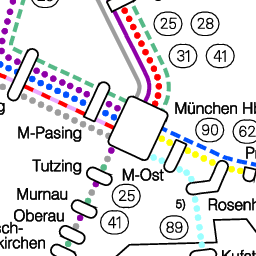 25 28
31 41
München Hb
90 62
M-Pasing
Tutzing
M-Ost
25
Murnau
Oberau
41
5)
89
Rosenh
sch-
kirchen
Kufst